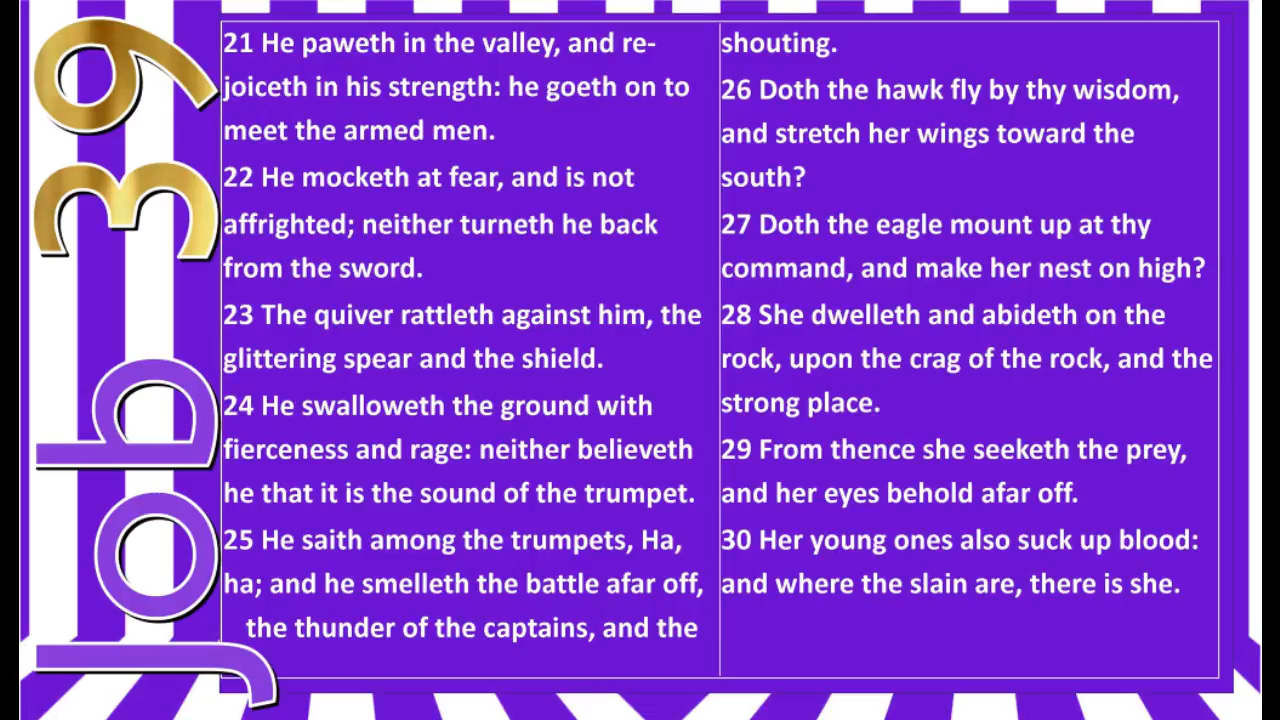 Job 39
21 He paweth in the valley, and re-
joiceth in his strength: he goeth on to
meet the armed men.
22 He mocketh at fear, and is not
affrighted; neither turneth he back
from the sword.
23 The quiver rattleth against him, the
glittering spear and the shield.
24 He swalloweth the ground with
fierceness and rage: neither believeth
he that it is the sound of the trumpet.
25 He saith among the trumpets, Ha,
ha; and he smelleth the battle afar off,
the thunder of the captains, and the
shouting.
26 Doth the hawk fly by thy wisdom,
and stretch her wings toward the
south?
27 Doth the eagle mount up at thy
command, and make her nest on high?
28 She dwelleth and abideth on the
rock, upon the crag of the rock, and the
strong place.
29 From thence she seeketh the prey,
and her eyes behold afar off.
30 Her young ones also suck up blood:
and where the slain are, there is she.